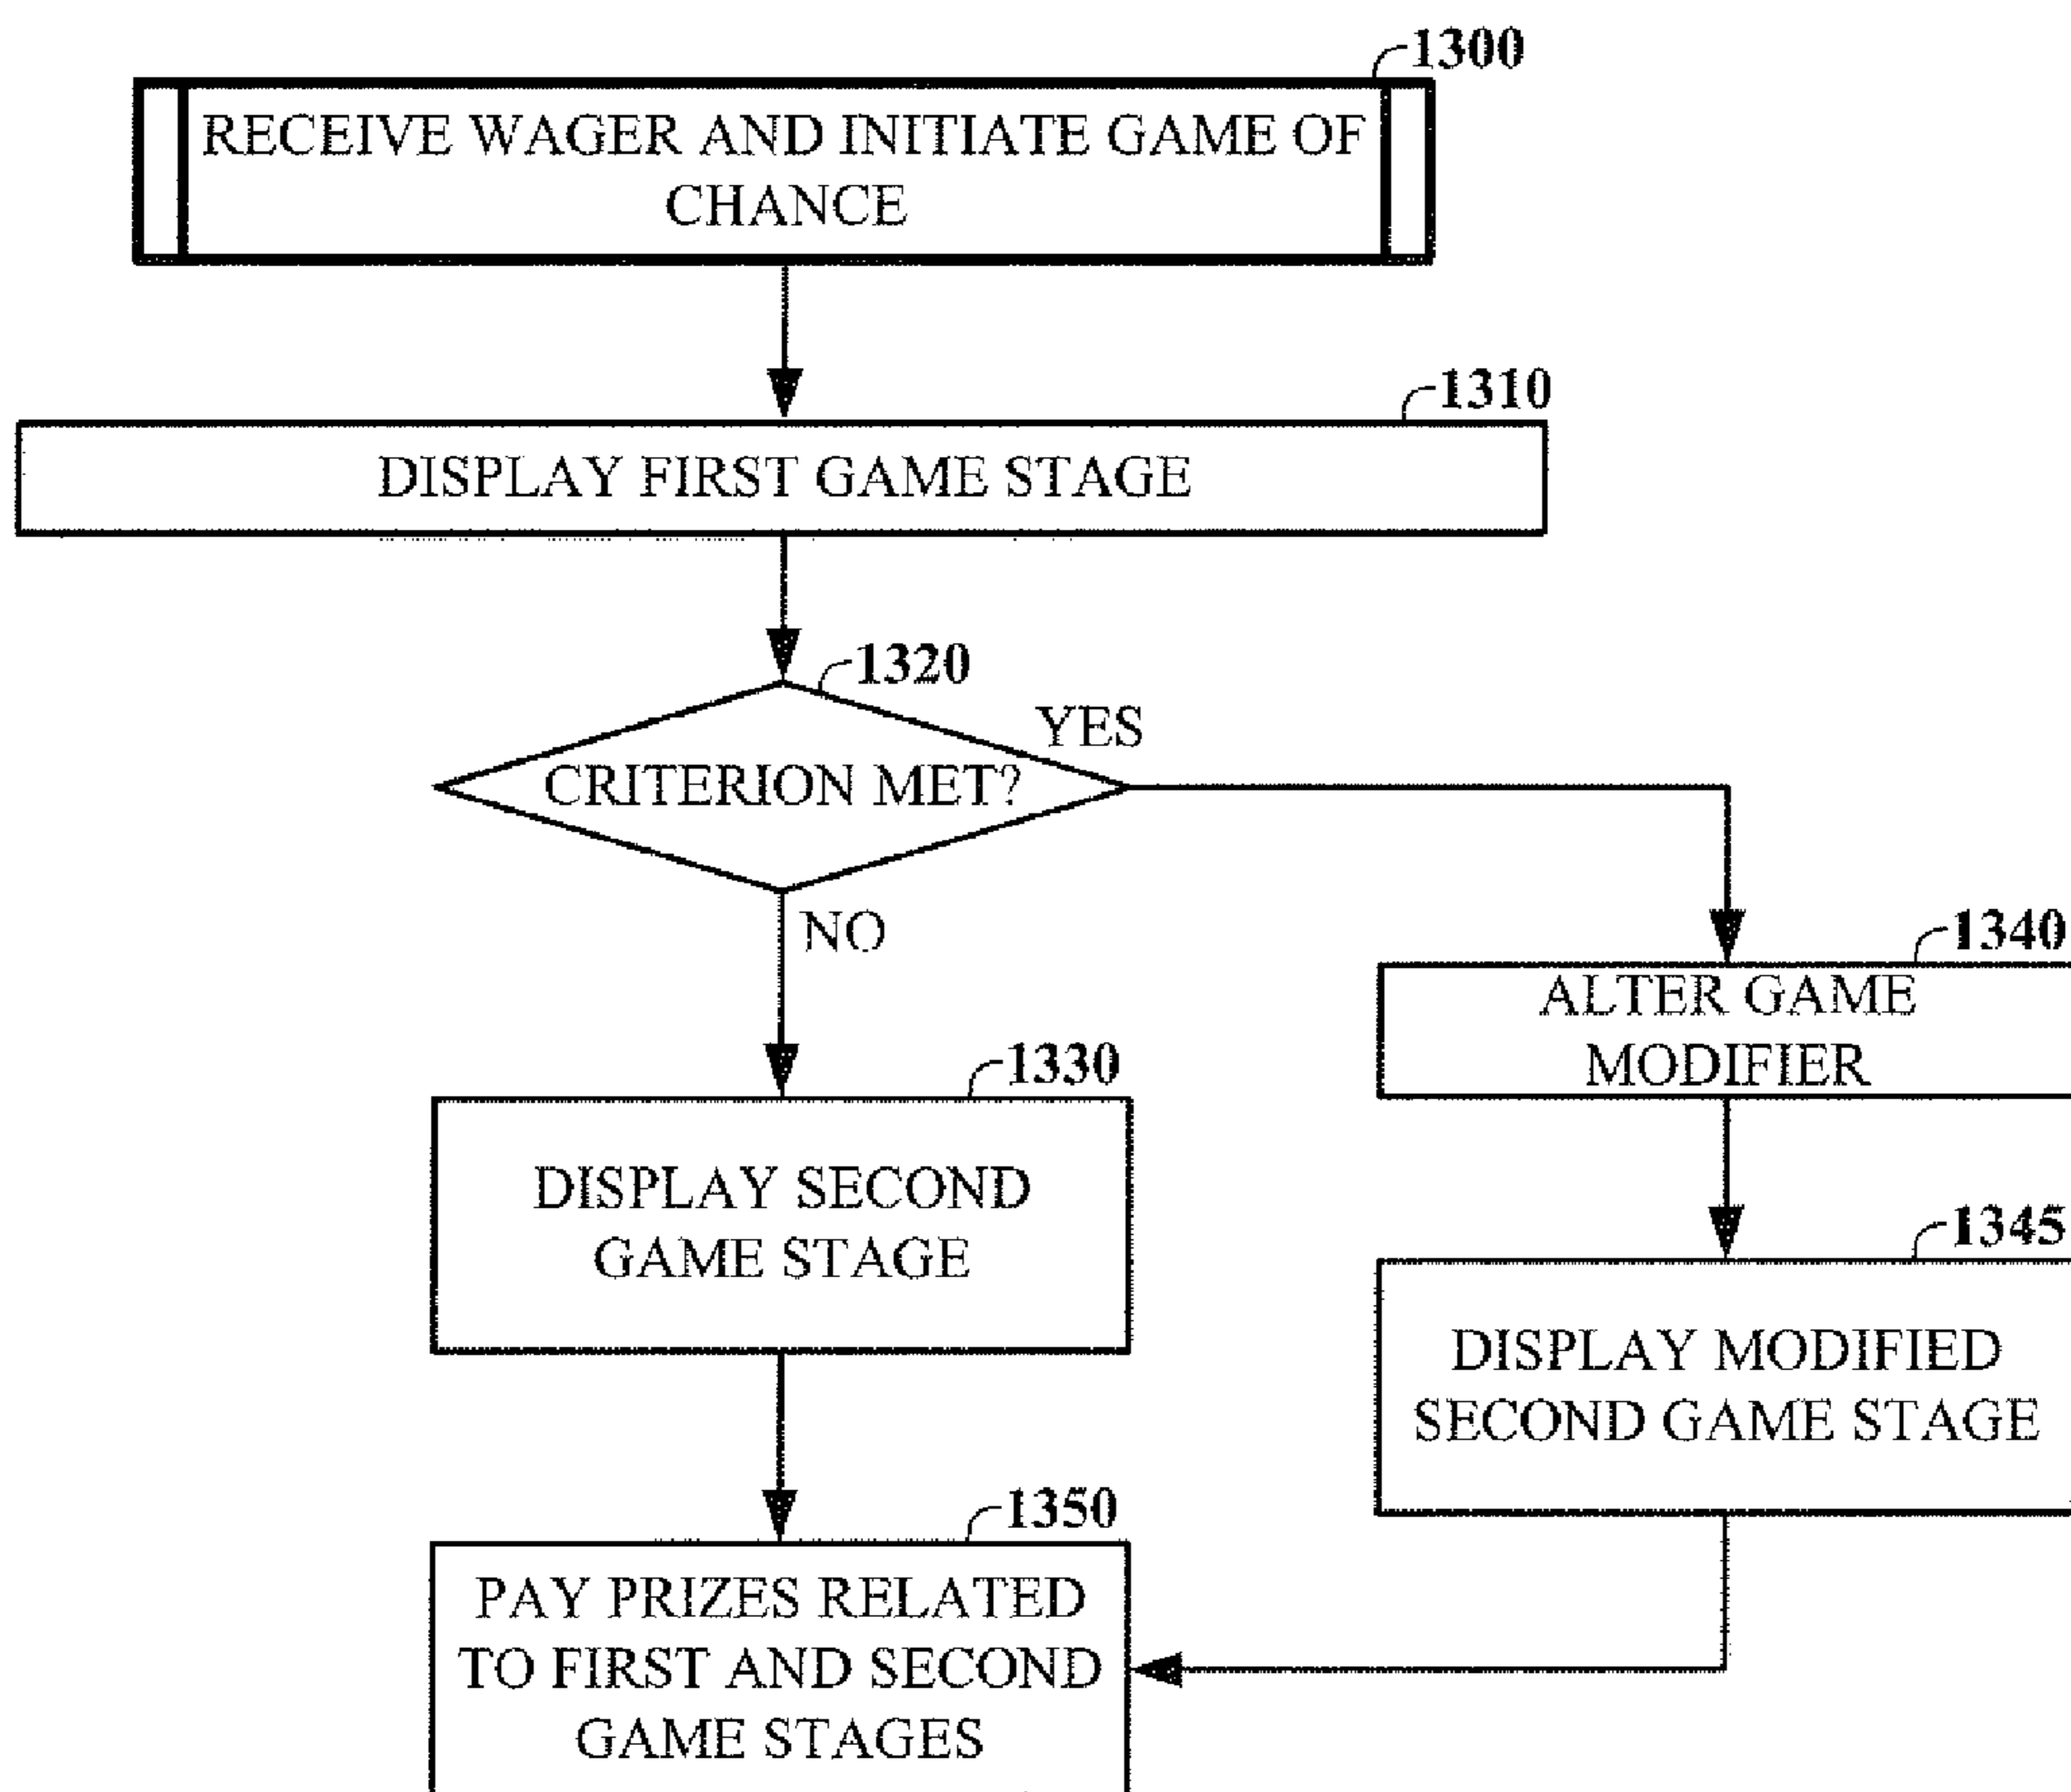 1300
RECEIVE WAGER AND INITIATE GAME OF
CHANCE
1310
DISPLAY FIRST GAME STAGE
1320
YES
CRITERION MET?
NO
1340
ALTER GAME
MODIFIER
1330
DISPLAY SECOND
GAME STAGE
1345
DISPLAY MODIFIED
SECOND GAME STAGE
1350
PAY PRIZES RELATED
TO FIRST AND SECOND
GAME STAGES